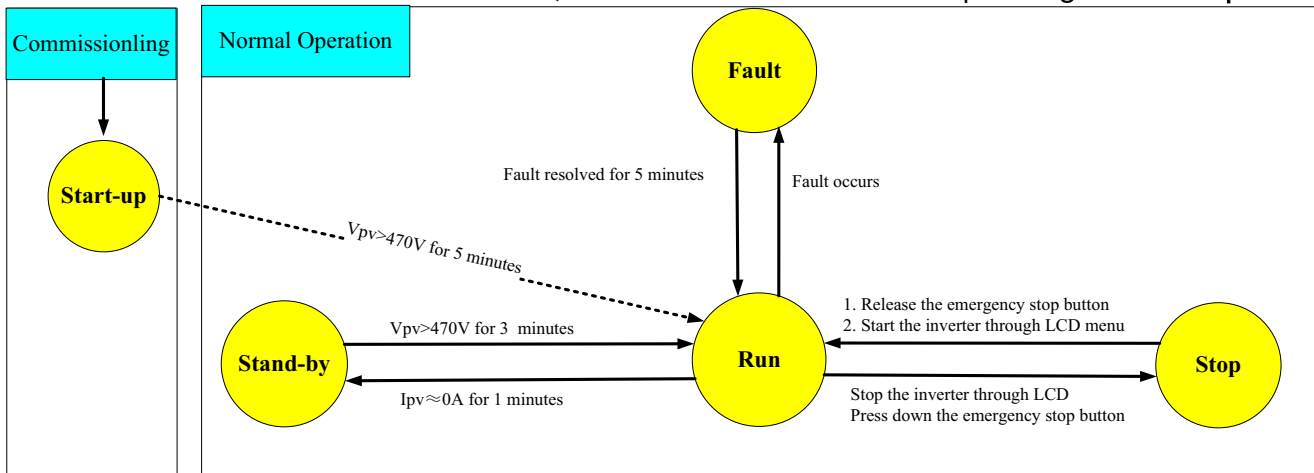 Commissionling
Normal Operation
Fault
Start-up
Fault resolved for 5 minutes
Fault occurs
Vpv>470V for 5 minutes
1. Release the emergency stop button
2. Start the inverter through LCD menu
Vpv>470V for 3 minutes
Stand-by
Run
Stop
Ipv≈0A for 1 minutes
Stop the inverter through LCD
Press down the emergency stop button